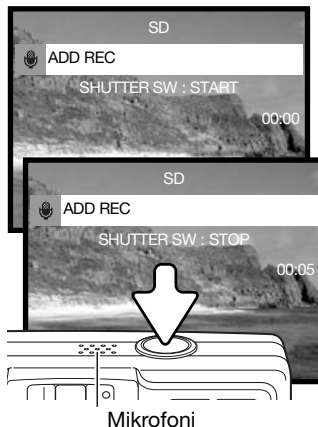 SD
ADD REC
SHUTTER SW : START
00:00
SD
ADD REC
SHUTTER SW : STOP
00:05
Mikrofoni